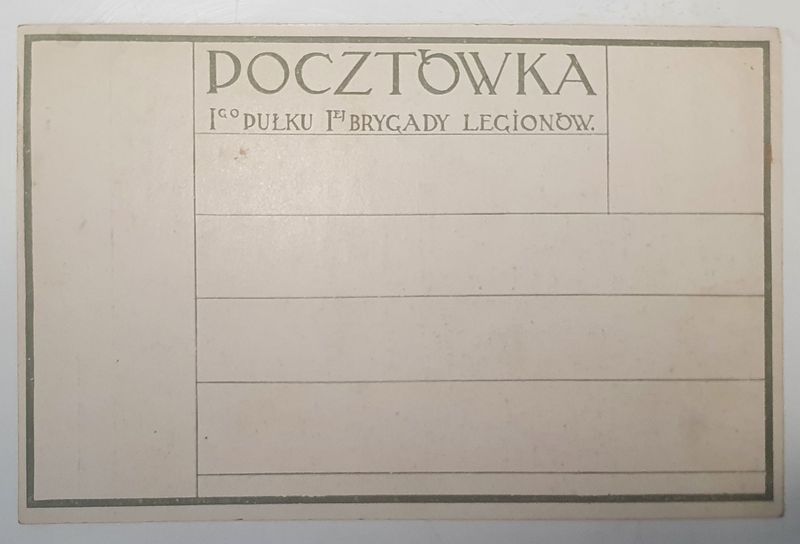 POCZTÓWKA
Iᴳᴼ PUŁKU Iᴱᴶ BRYGADY LEGIONÓW.